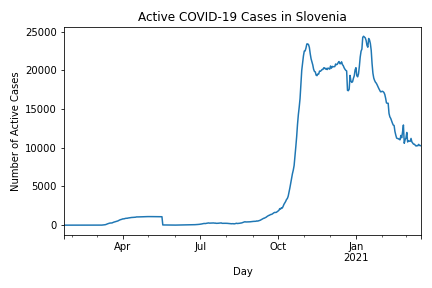 Active COVID-19 Cases in Slovenia
25000
20000
15000
10000
5000
0
Number of Active Cases
Apr
Jul
Oct
Jan
2021
Day